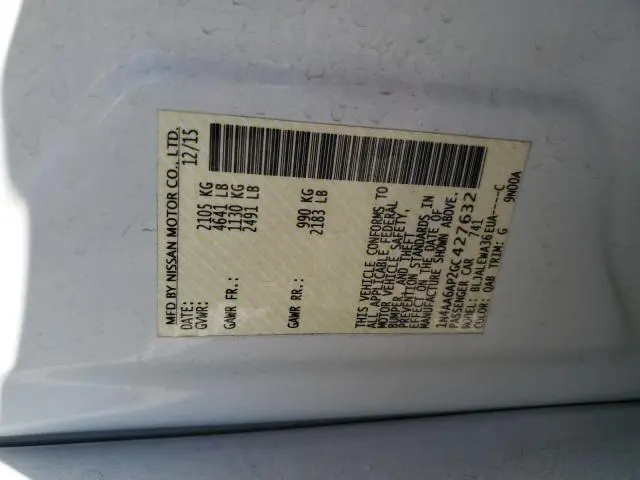 MFD BY NISSAN MOTOR CO., LTD.
DATE: 12/15
GVWR: 2105 KG
4641 LB
GAWR FR.: 1130 KG
2491 LB
GAWR RR.: 990 KG
2183 LB
THIS VEHICLE CONFORMS TO
ALL APPLICABLE FEDERAL
MOTOR VEHICLE SAFETY,
BUMPER, AND THEFT
PREVENTION STANDARDS IN
EFFECT ON THE DATE OF
MANUFACTURE SHOWN ABOVE.
1N4AA6AP2GC427632
PASSENGER CAR 741
MODEL: BLJALEWA36EUA----C
COLOR: QAB TRIM: G 9N00A